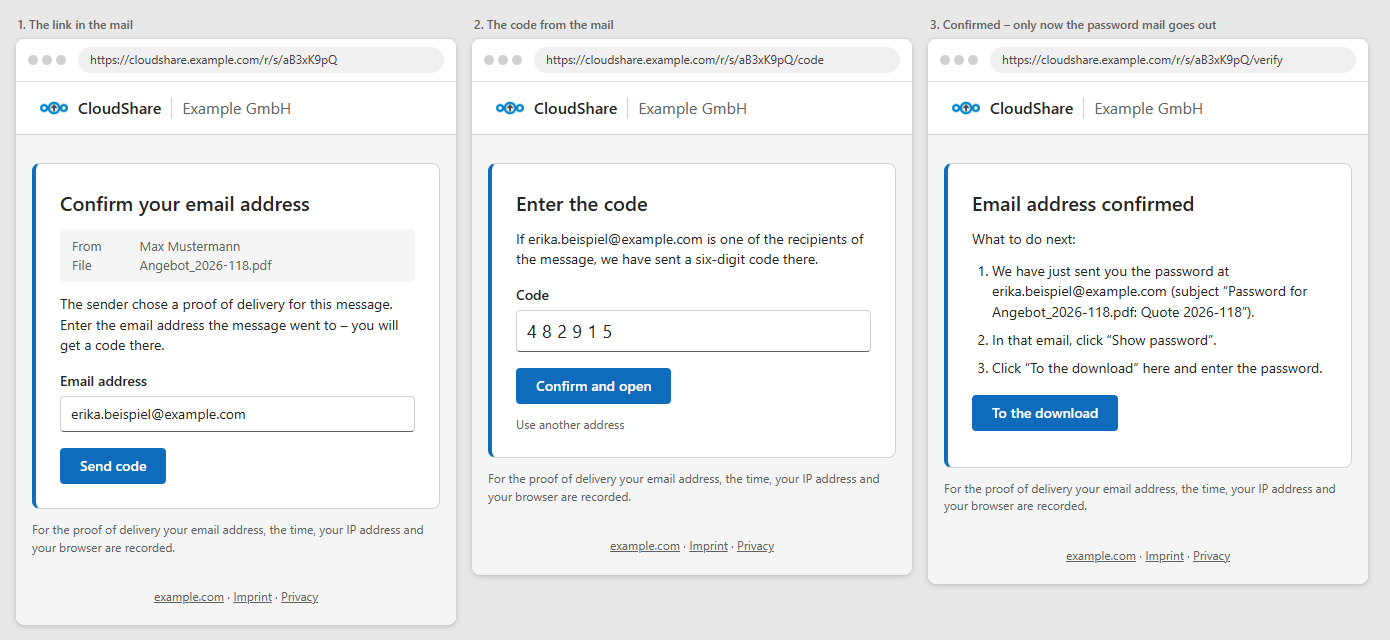 1. The link in the mail
https://cloudshare.example.com/r/s/aB3xK9pQ
CloudShare Example GmbH
Confirm your email address
From Max Mustermann
File Angebot_2026-118.pdf
The sender chose a proof of delivery for this message.
Enter the email address the message went to – you will
get a code there.
Email address
erika.beispiel@example.com
Send code
For the proof of delivery your email address, the time, your IP address and
your browser are recorded.
example.com · Imprint · Privacy
2. The code from the mail
https://cloudshare.example.com/r/s/aB3xK9pQ/code
CloudShare Example GmbH
Enter the code
If erika.beispiel@example.com is one of the recipients of
the message, we have sent a six-digit code there.
Code
482915
Confirm and open
Use another address
For the proof of delivery your email address, the time, your IP address and
your browser are recorded.
example.com · Imprint · Privacy
3. Confirmed – only now the password mail goes out
https://cloudshare.example.com/r/s/aB3xK9pQ/verify
CloudShare Example GmbH
Email address confirmed
What to do next:
1. We have just sent you the password at
erika.beispiel@example.com (subject “Password for
Angebot_2026-118.pdf: Quote 2026-118”).
2. In that email, click “Show password”.
3. Click “To the download” here and enter the password.
To the download
For the proof of delivery your email address, the time, your IP address and
your browser are recorded.
example.com · Imprint · Privacy